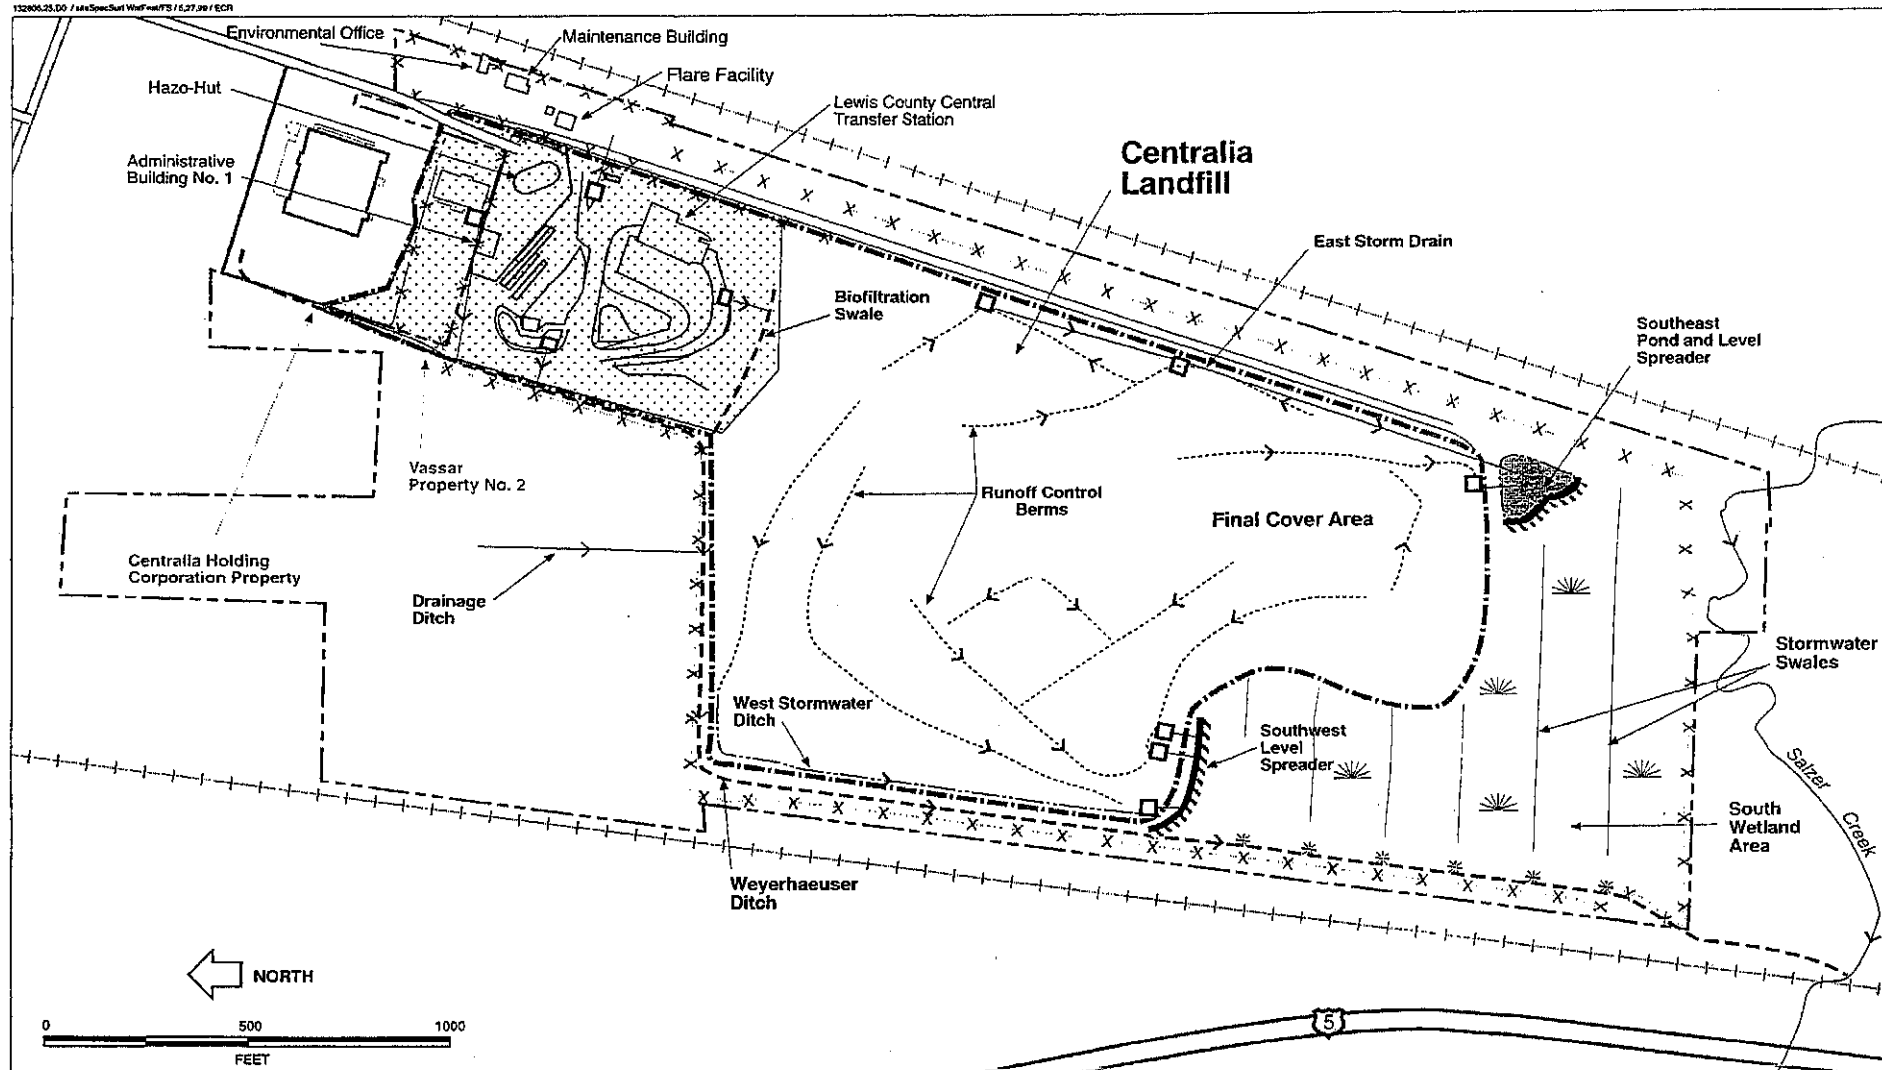 Environmental Office
Maintenance Building
Hazo-Hut
Flare Facility
Lewis County Central
Transfer Station
Administrative
Building No. 1
Centralia
Landfill
East Storm Drain
Biofiltration
Swale
Southeast
Pond and Level
Spreader
Vassar
Property No. 2
Runoff Control
Berms
Final Cover Area
Centralia Holding
Corporation Property
Drainage
Ditch
Stormwater
Swales
West Stormwater
Ditch
Southwest
Level
Spreader
Salzer
Creek
South
Wetland
Area
Weyerhaeuser
Ditch
NORTH
0 500 1000
FEET
5